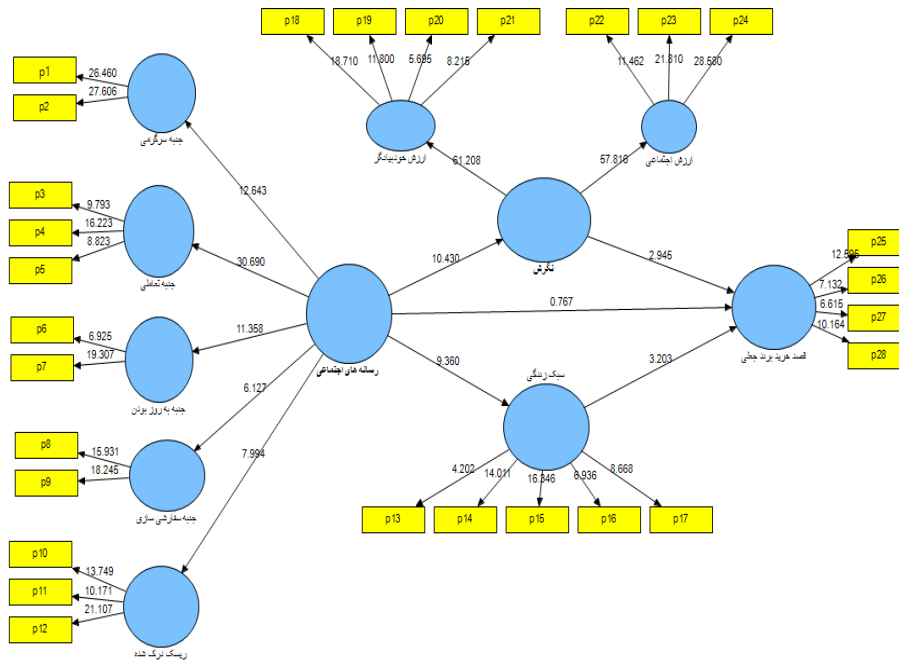 p18
p19
p20
p21
p22
p23
p24
18.710
11.800
5.695
8.215
11.462
21.810
28.580
p1
p2
26.460
27.606
جنبه سرگرمی
ارزش خودبیانگر
ارزش اجتماعی
61.208
57.816
12.643
p3
p4
p5
9.793
16.223
8.823
جنبه تعاملی
30.690
10.430
نگرش
2.945
p25
p26
p27
p28
12.595
7.132
6.615
10.164
قصد خرید برند جعلی
0.767
رسانه های اجتماعی
p6
p7
6.925
19.307
جنبه به روز بودن
11.358
9.360
3.203
سبک زندگی
6.127
7.994
p8
p9
15.931
18.245
جنبه سفارشی سازی
4.202
14.011
16.346
6.936
8.668
p13
p14
p15
p16
p17
p10
p11
p12
13.749
10.171
21.107
ریسک درک شده